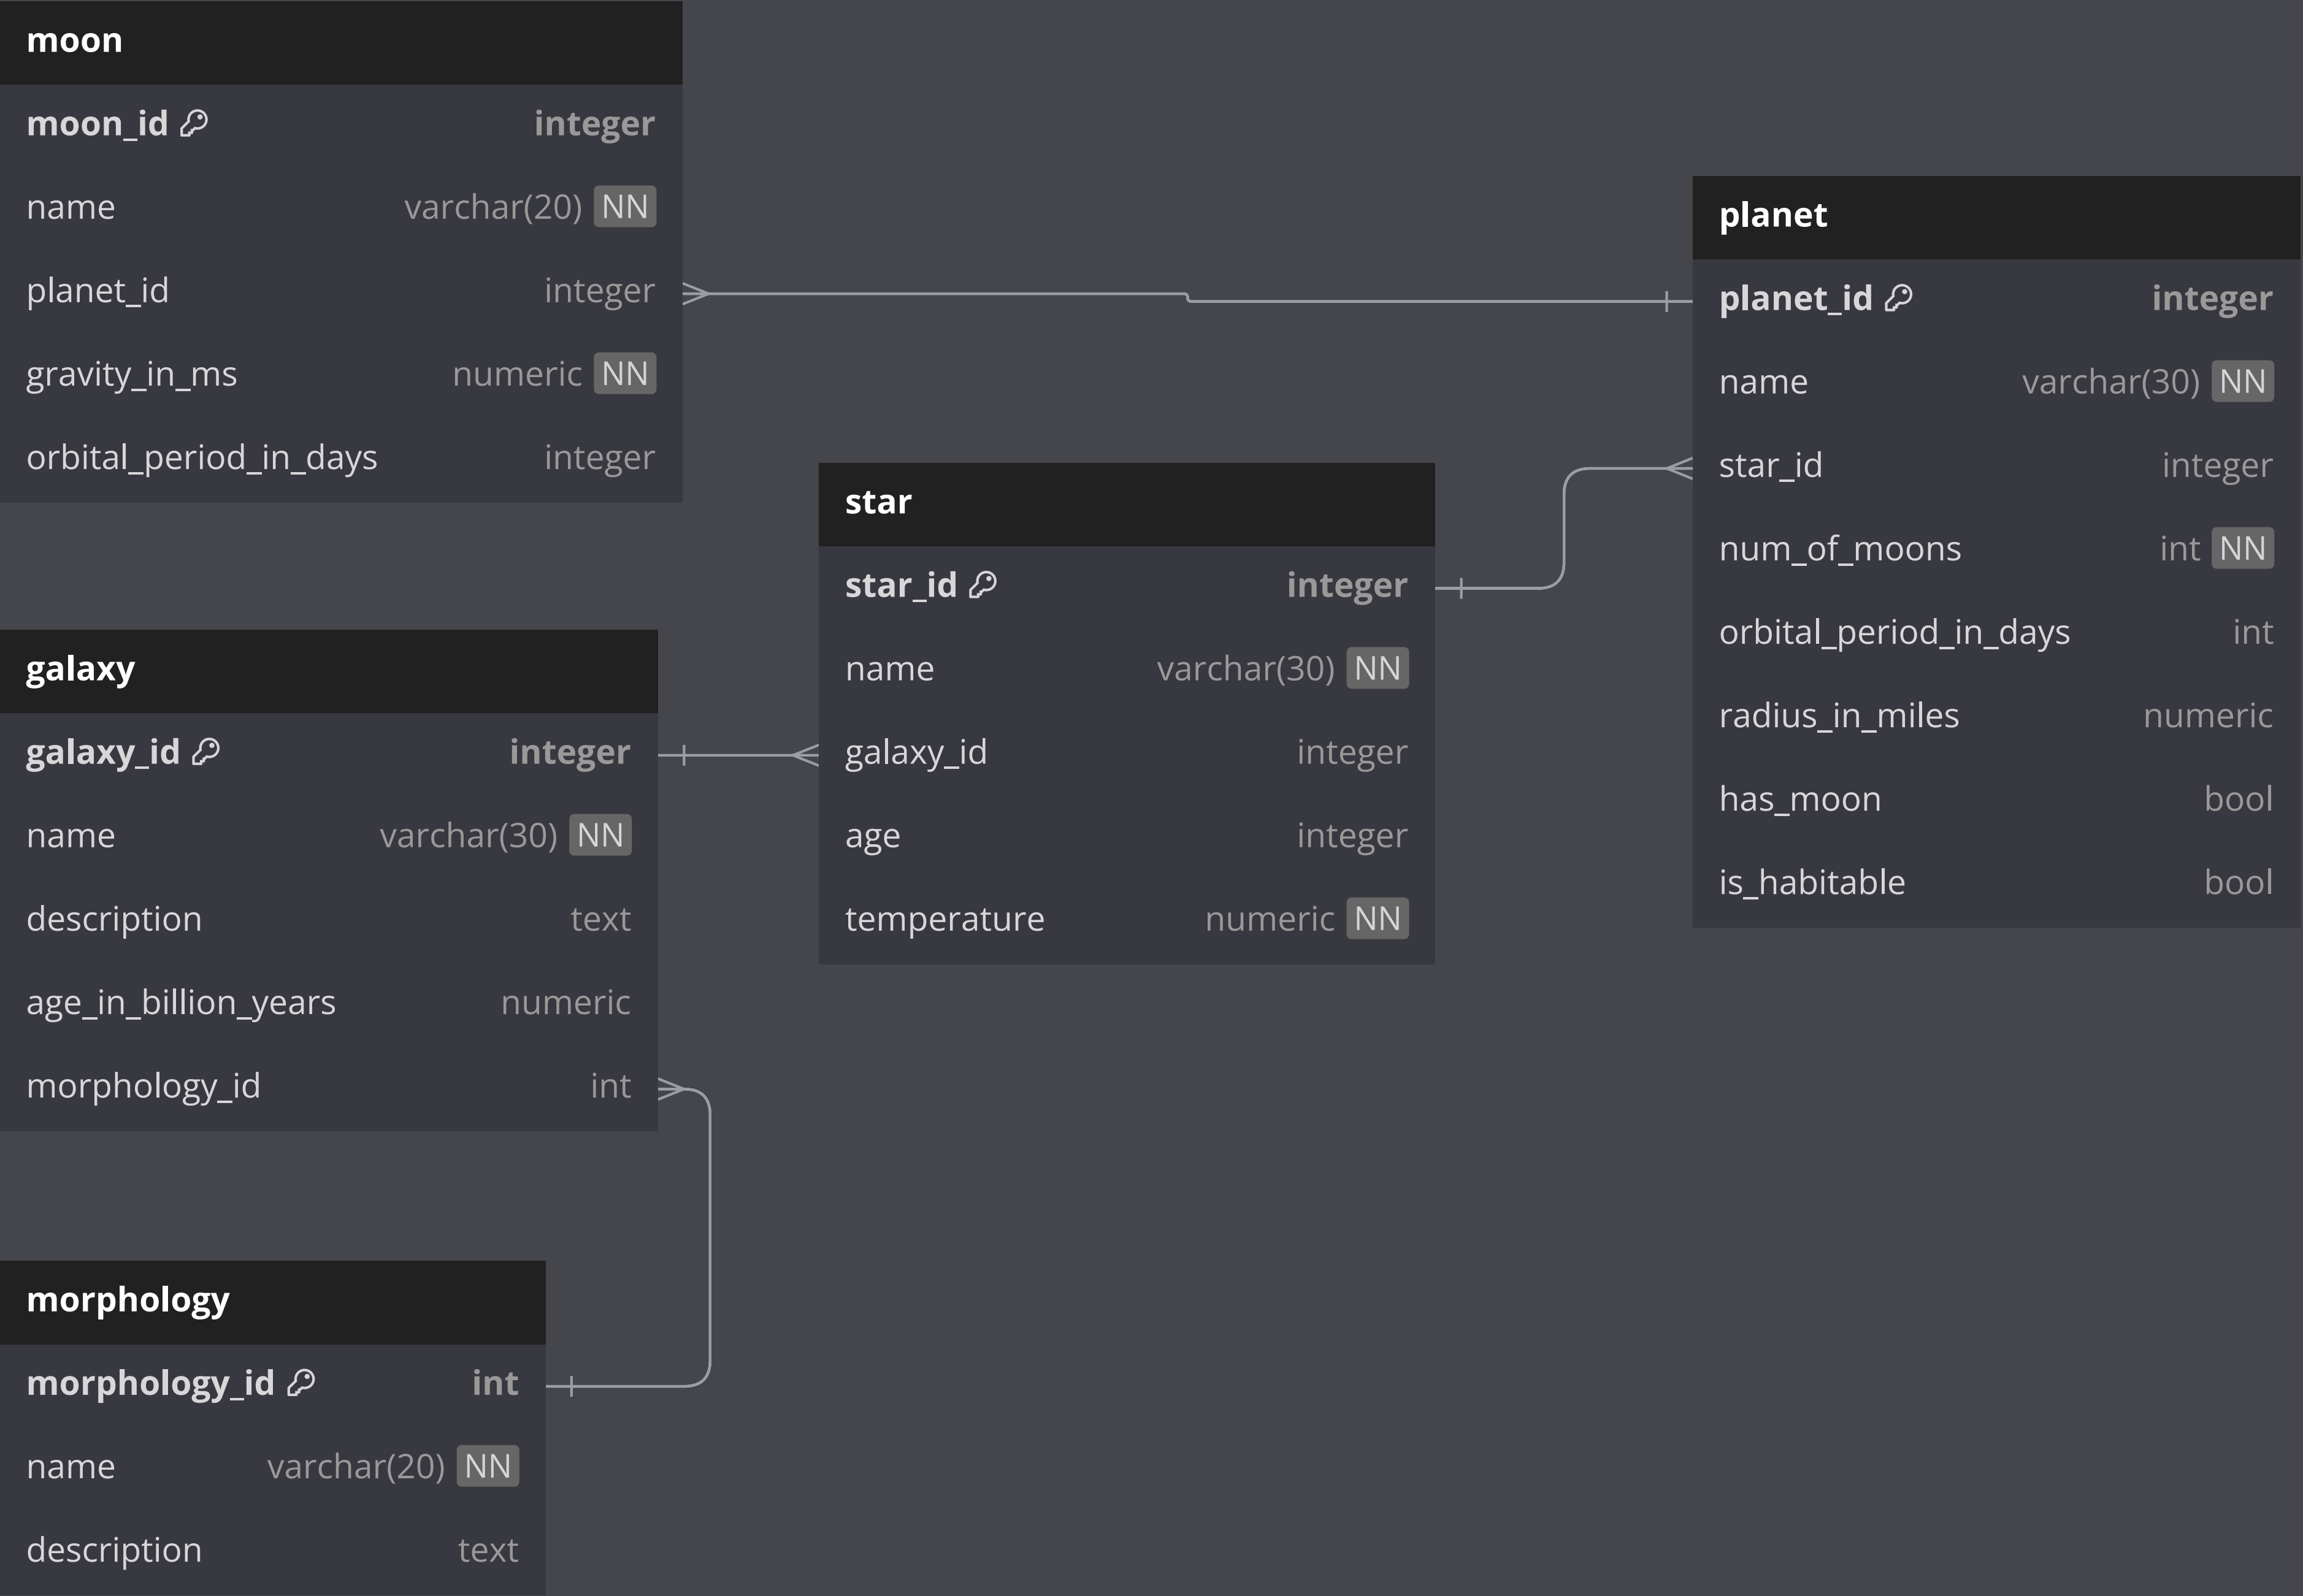 moon
moon_id integer
name varchar(20) NN
planet_id integer
gravity_in_ms numeric NN
orbital_period_in_days integer
planet
planet_id integer
name varchar(30) NN
star_id integer
num_of_moons int NN
orbital_period_in_days int
radius_in_miles numeric
has_moon bool
is_habitable bool
star
star_id integer
name varchar(30) NN
galaxy_id integer
age integer
temperature numeric NN
galaxy
galaxy_id integer
name varchar(30) NN
description text
age_in_billion_years numeric
morphology_id int
morphology
morphology_id int
name varchar(20) NN
description text